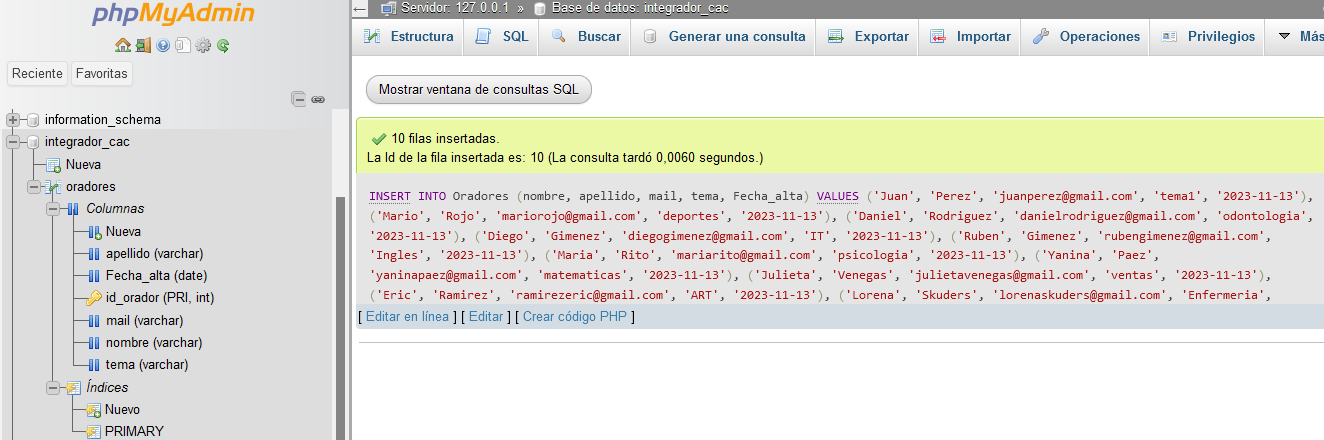 phpMyAdmin
Reciente Favoritas
information_schema
integrador_cac
Nueva
oradores
Columnas
Nueva
apellido (varchar)
Fecha_alta (date)
id_orador (PRI, int)
mail (varchar)
nombre (varchar)
tema (varchar)
Índices
Nuevo
PRIMARY
Servidor: 127.0.0.1 » Base de datos: integrador_cac
Estructura SQL Buscar Generar una consulta Exportar Importar Operaciones Privilegios Más
Mostrar ventana de consultas SQL
10 filas insertadas.
La Id de la fila insertada es: 10 (La consulta tardó 0,0060 segundos.)
INSERT INTO Oradores (nombre, apellido, mail, tema, Fecha_alta) VALUES ('Juan', 'Perez', 'juanperez@gmail.com', 'tema1', '2023-11-13'),
('Mario', 'Rojo', 'mariorojo@gmail.com', 'deportes', '2023-11-13'), ('Daniel', 'Rodriguez', 'danielrodriguez@gmail.com', 'odontologia',
'2023-11-13'), ('Diego', 'Gimenez', 'diegogimenez@gmail.com', 'IT', '2023-11-13'), ('Ruben', 'Gimenez', 'rubengimenez@gmail.com',
'Ingles', '2023-11-13'), ('Maria', 'Rito', 'mariarito@gmail.com', 'psicologia', '2023-11-13'), ('Yanina', 'Paez',
'yaninapaez@gmail.com', 'matematicas', '2023-11-13'), ('Julieta', 'Venegas', 'julietavenegas@gmail.com', 'ventas', '2023-11-13'),
('Eric', 'Ramirez', 'ramirezeric@gmail.com', 'ART', '2023-11-13'), ('Lorena', 'Skuders', 'lorenaskuders@gmail.com', 'Enfermeria',
[ Editar en línea ] [ Editar ] [ Crear código PHP ]